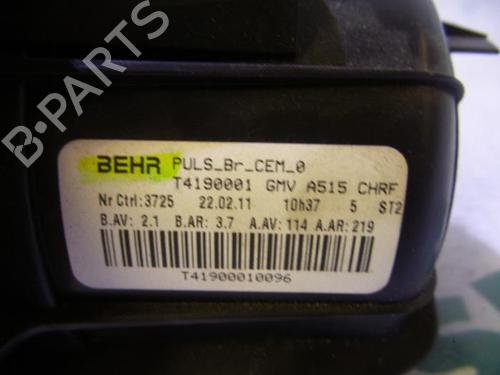 B-Parts
BEHR PULS_Br_CEM_0
T4190001 GMV A515 CHRF
Nr Ctrl:3725 22.02.11 10h37 5 ST2
B.AV: 2.1 B.AR: 3.7 A.AV: 114 A.AR: 219
T41900010096